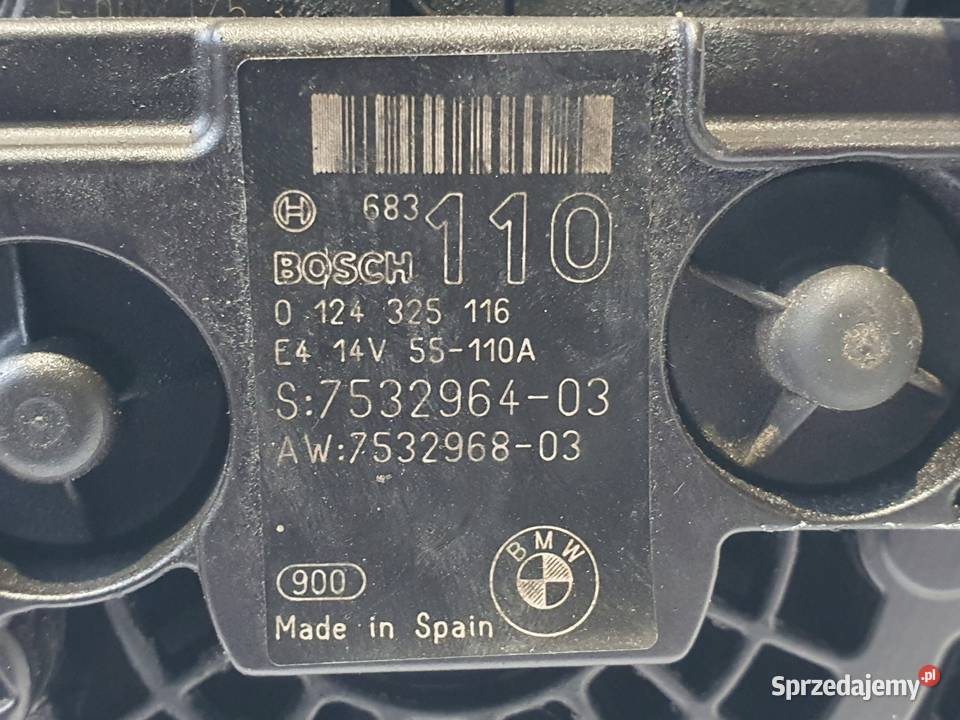 683
110
BOSCH
0 124 325 116
E4 14V 55-110A
S:7532964-03
AW:7532968-03
900
BMW
Made in Spain
Sprzedajemy.pl